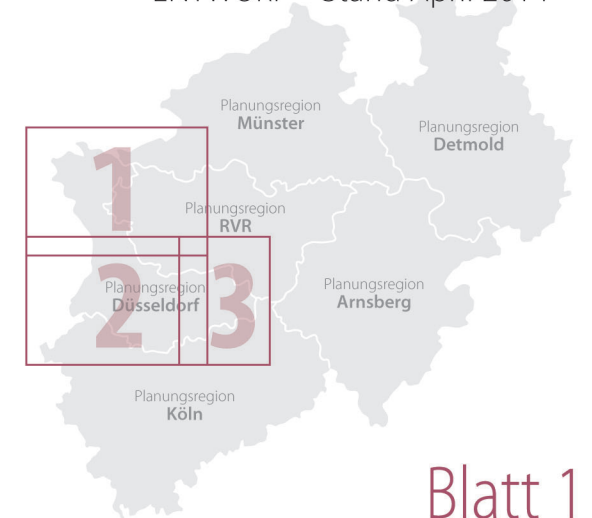 Planungsregion
Münster
Planungsregion
Detmold
1
Planungsregion
RVR
Planungsregion
Düsseldorf
2
3
Planungsregion
Arnsberg
Planungsregion
Köln
Blatt 1